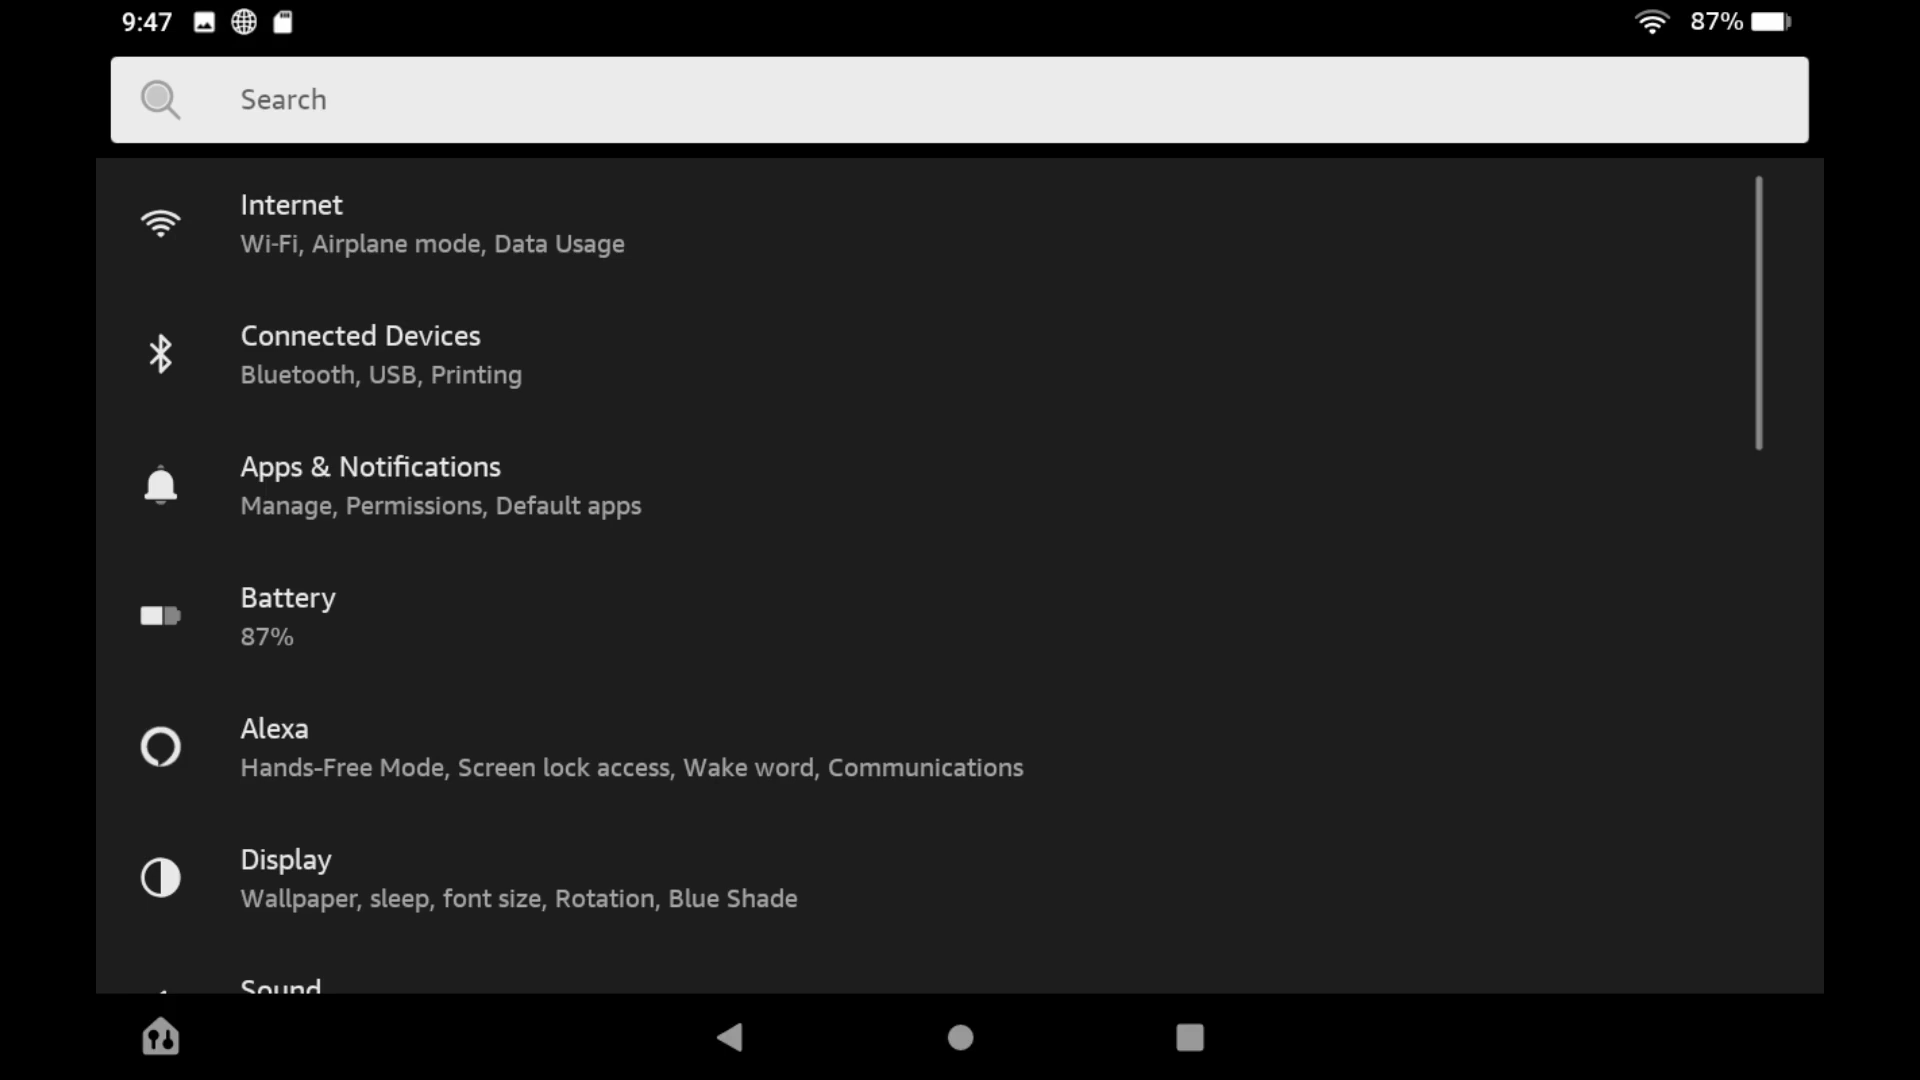 9:47
87%
Search
Internet
Wi-Fi, Airplane mode, Data Usage
Connected Devices
Bluetooth, USB, Printing
Apps & Notifications
Manage, Permissions, Default apps
Battery
87%
Alexa
Hands-Free Mode, Screen lock access, Wake word, Communications
Display
Wallpaper, sleep, font size, Rotation, Blue Shade
Sound